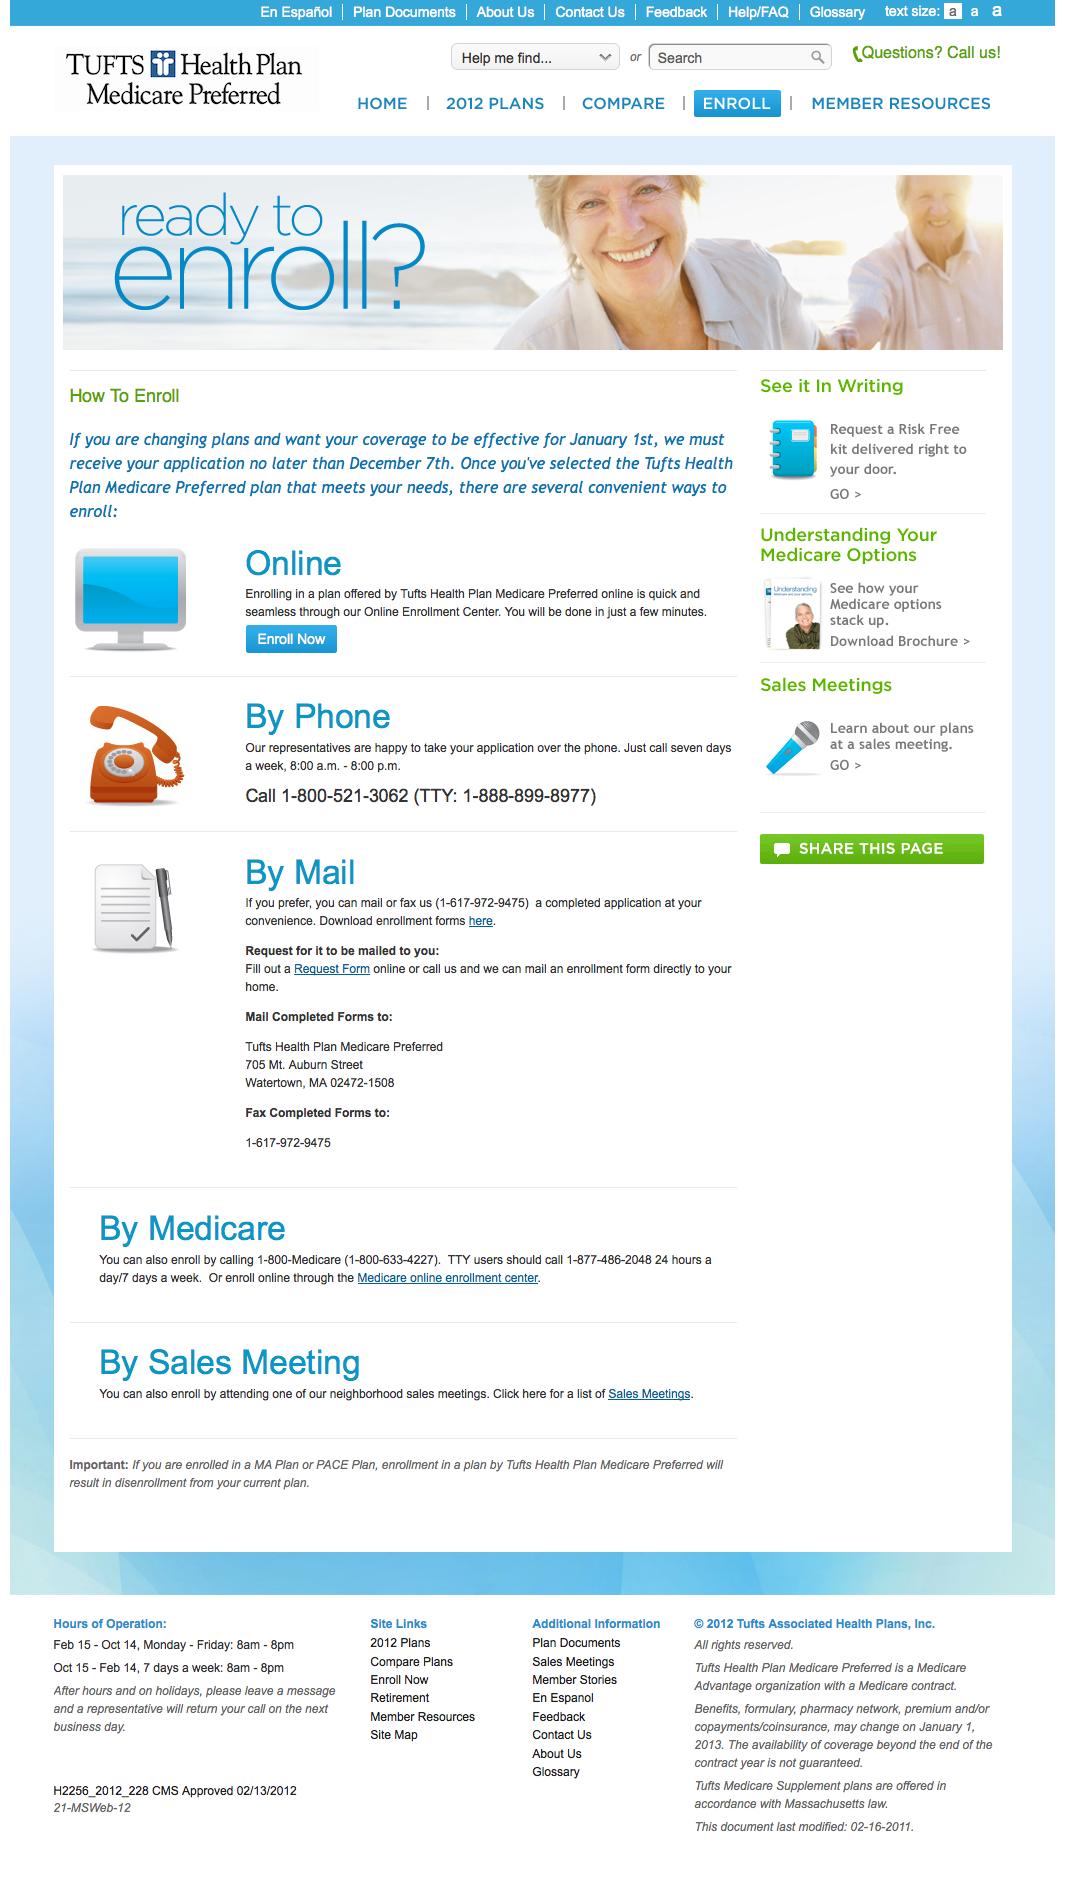 En Español
Plan Documents
About Us
Contact Us
Feedback
Help/FAQ
Glossary
text size: a a a
TUFTS Health Plan
Medicare Preferred
Help me find...
or
Search
Questions? Call us!
HOME
2012 PLANS
COMPARE
ENROLL
MEMBER RESOURCES
ready to
enroll?
How To Enroll
If you are changing plans and want your coverage to be effective for January 1st, we must
receive your application no later than December 7th. Once you've selected the Tufts Health
Plan Medicare Preferred plan that meets your needs, there are several convenient ways to
enroll:
Online
Enrolling in a plan offered by Tufts Health Plan Medicare Preferred online is quick and
seamless through our Online Enrollment Center. You will be done in just a few minutes.
Enroll Now
By Phone
Our representatives are happy to take your application over the phone. Just call seven days
a week, 8:00 a.m. - 8:00 p.m.
Call 1-800-521-3062 (TTY: 1-888-899-8977)
By Mail
If you prefer, you can mail or fax us (1-617-972-9475) a completed application at your
convenience. Download enrollment forms here.
Request for it to be mailed to you:
Fill out a Request Form online or call us and we can mail an enrollment form directly to your
home.
Mail Completed Forms to:
Tufts Health Plan Medicare Preferred
705 Mt. Auburn Street
Watertown, MA 02472-1508
Fax Completed Forms to:
1-617-972-9475
By Medicare
You can also enroll by calling 1-800-Medicare (1-800-633-4227). TTY users should call 1-877-486-2048 24 hours a
day/7 days a week. Or enroll online through the Medicare online enrollment center.
By Sales Meeting
You can also enroll by attending one of our neighborhood sales meetings. Click here for a list of Sales Meetings.
Important: If you are enrolled in a MA Plan or PACE Plan, enrollment in a plan by Tufts Health Plan Medicare Preferred will
result in disenrollment from your current plan.
See it In Writing
Request a Risk Free
kit delivered right to
your door.
GO >
Understanding Your
Medicare Options
Understanding
See how your
Medicare options
stack up.
Download Brochure >
Sales Meetings
Learn about our plans
at a sales meeting.
GO >
SHARE THIS PAGE
Hours of Operation:
Feb 15 - Oct 14, Monday - Friday: 8am - 8pm
Oct 15 - Feb 14, 7 days a week: 8am - 8pm
After hours and on holidays, please leave a message
and a representative will return your call on the next
business day.
H2256_2012_228 CMS Approved 02/13/2012
21-MSWeb-12
Site Links
2012 Plans
Compare Plans
Enroll Now
Retirement
Member Resources
Site Map
Additional Information
Plan Documents
Sales Meetings
Member Stories
En Espanol
Feedback
Contact Us
About Us
Glossary
© 2012 Tufts Associated Health Plans, Inc.
All rights reserved.
Tufts Health Plan Medicare Preferred is a Medicare
Advantage organization with a Medicare contract.
Benefits, formulary, pharmacy network, premium and/or
copayments/coinsurance, may change on January 1,
2013. The availability of coverage beyond the end of the
contract year is not guaranteed.
Tufts Medicare Supplement plans are offered in
accordance with Massachusetts law.
This document last modified: 02-16-2011.